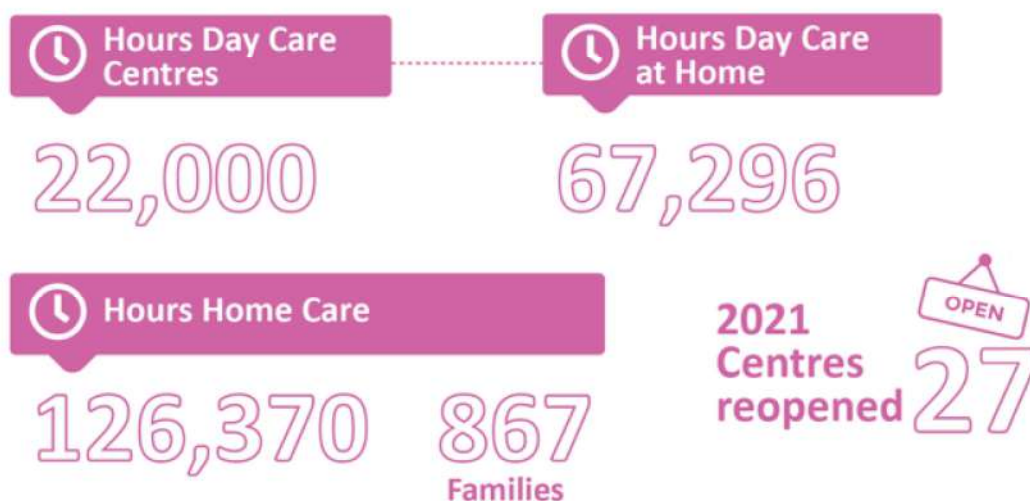 Hours Day Care
Centres
22,000
Hours Day Care
at Home
67,296
Hours Home Care
126,370
867
Families
2021
Centres
reopened
OPEN
27